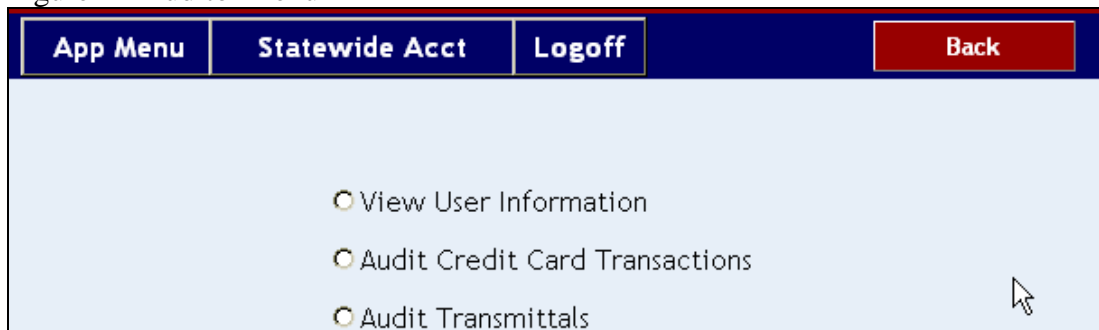 App Menu Statewide Acct Logoff Back
View User Information
Audit Credit Card Transactions
Audit Transmittals